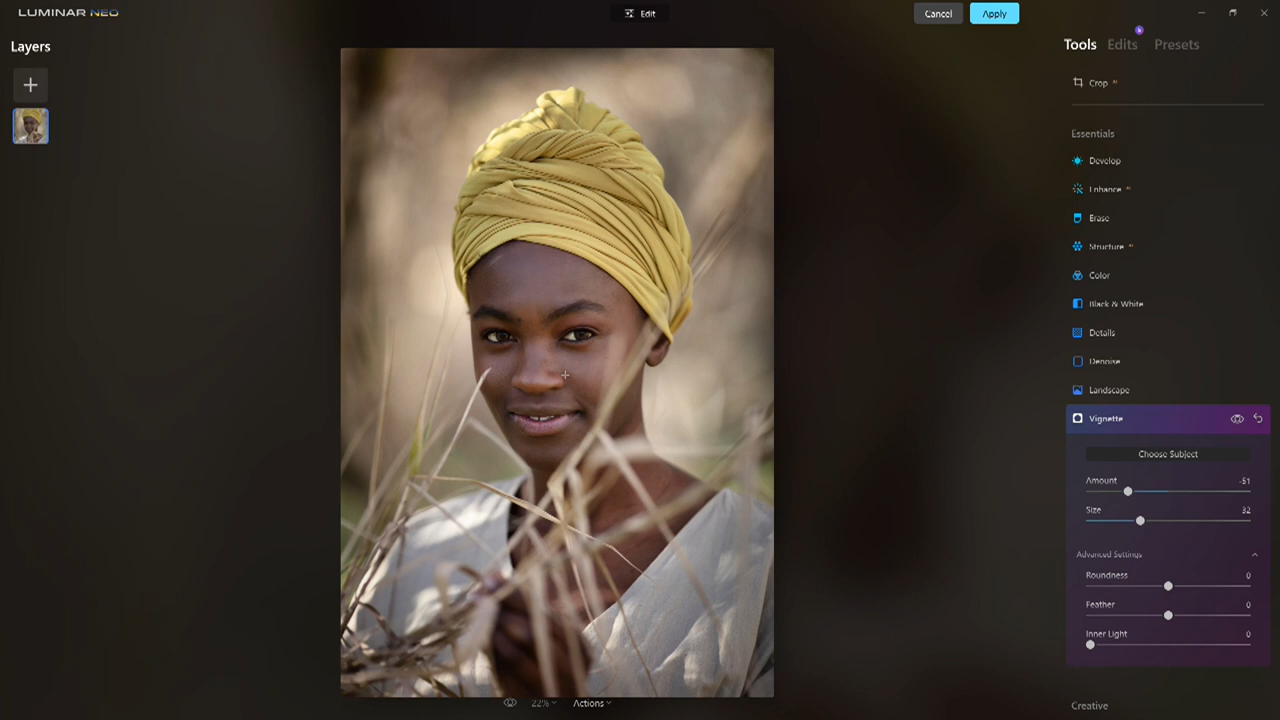 LUMINAR NEO
Edit
Cancel
Apply
Layers
Tools
Edits
Presets
Crop
Essentials
Develop
Enhance
Erase
Structure
Color
Black & White
Details
Denoise
Landscape
Vignette
Choose Subject
Amount -51
Size 32
Advanced Settings
Roundness 0
Feather 0
Inner Light 0
Creative
22%
Actions